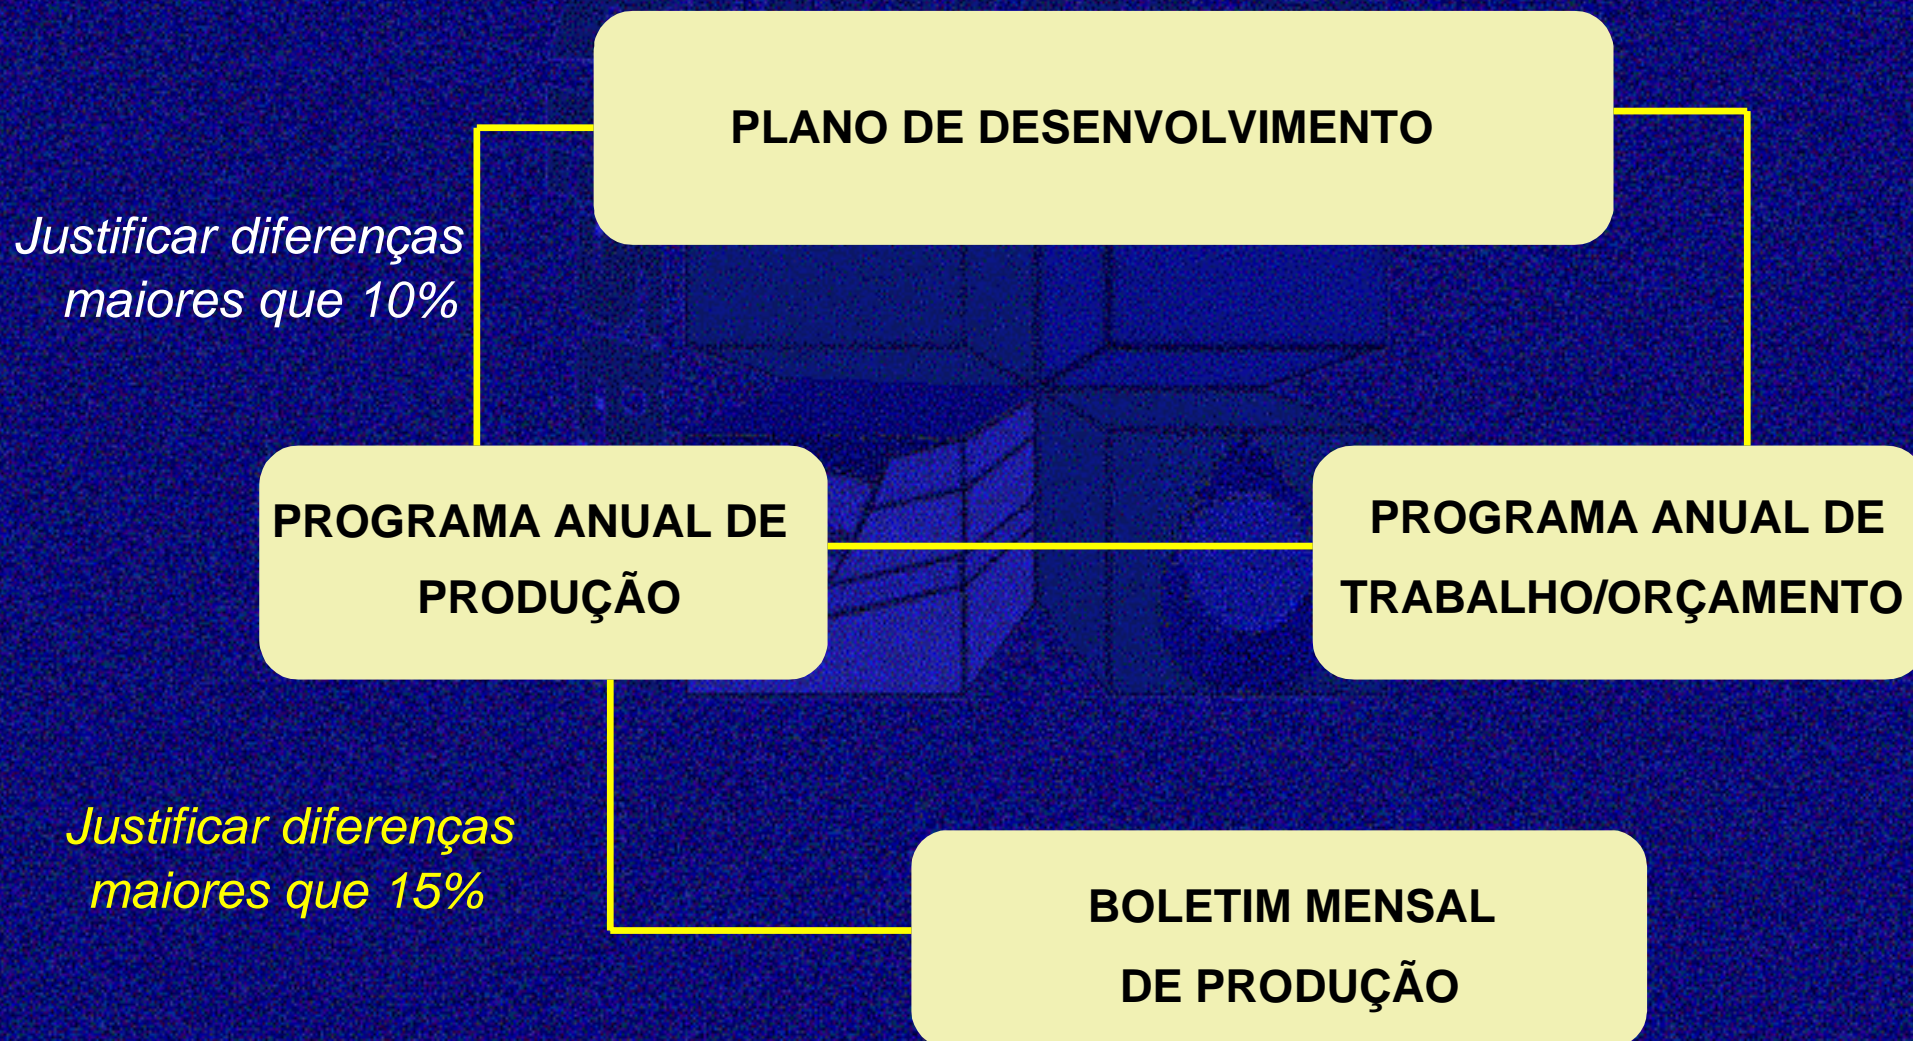 PLANO DE DESENVOLVIMENTO
Justificar diferenças
maiores que 10%
PROGRAMA ANUAL DE
PRODUÇÃO
PROGRAMA ANUAL DE
TRABALHO/ORÇAMENTO
Justificar diferenças
maiores que 15%
BOLETIM MENSAL
DE PRODUÇÃO